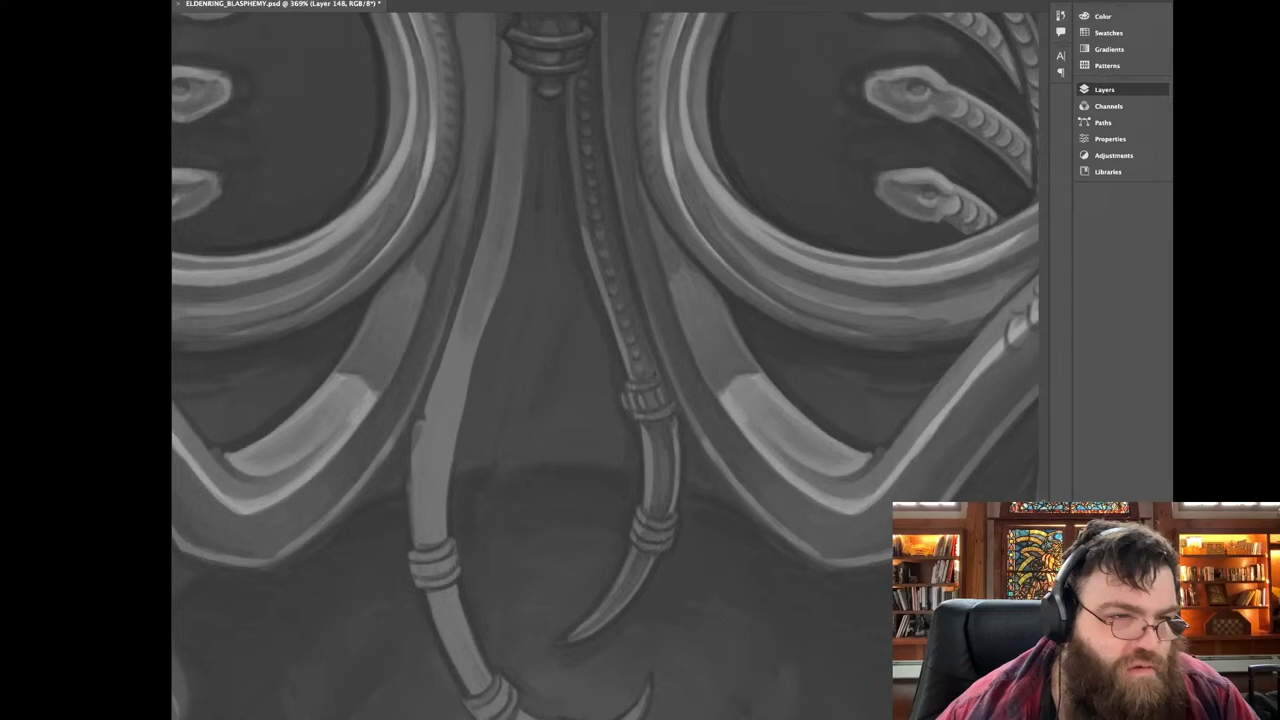 ELDENRING_BLASPHEMY.psd @ 369% (Layer 148, RGB/8*) *
Color
Swatches
Gradients
Patterns
Layers
Channels
Paths
Properties
Adjustments
Libraries